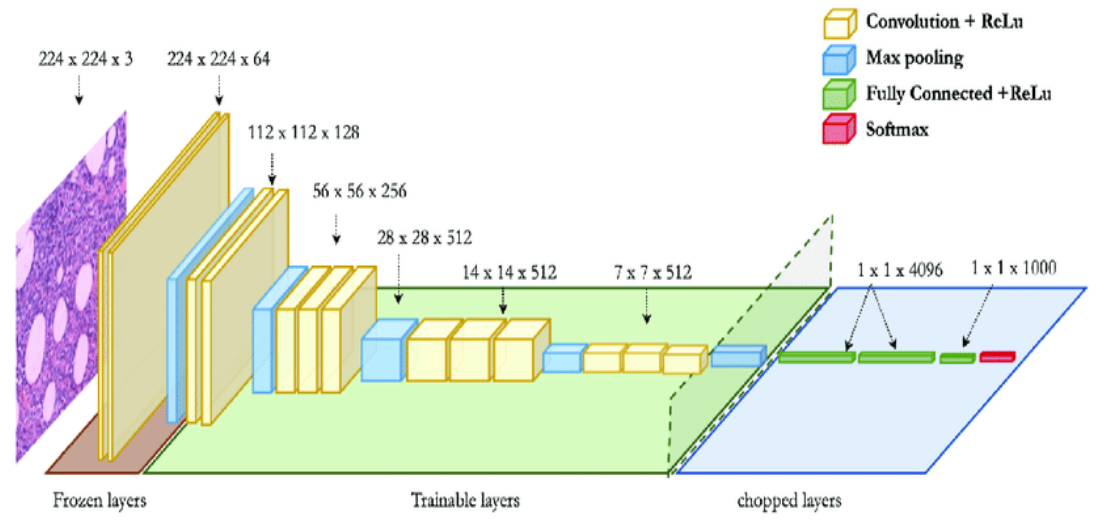 Convolution + ReLu
Max pooling
Fully Connected +ReLu
Softmax
224 x 224 x 3
224 x 224 x 64
112 x 112 x 128
56 x 56 x 256
28 x 28 x 512
14 x 14 x 512
7 x 7 x 512
1 x 1 x 4096
1 x 1 x 1000
Frozen layers
Trainable layers
chopped layers